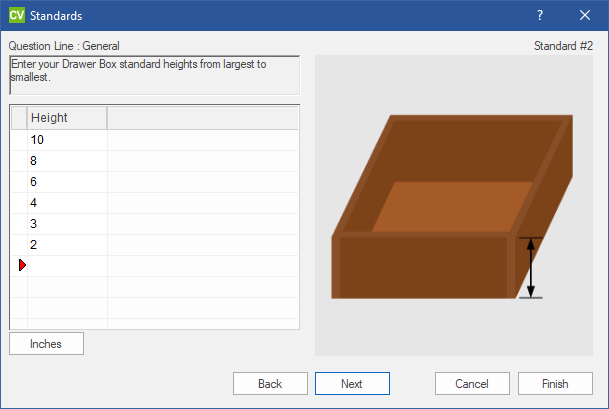 CV Standards ?
Question Line : General
Standard #2
Enter your Drawer Box standard heights from largest to
smallest.
Height
10
8
6
4
3
2
Inches
Back Next Cancel Finish